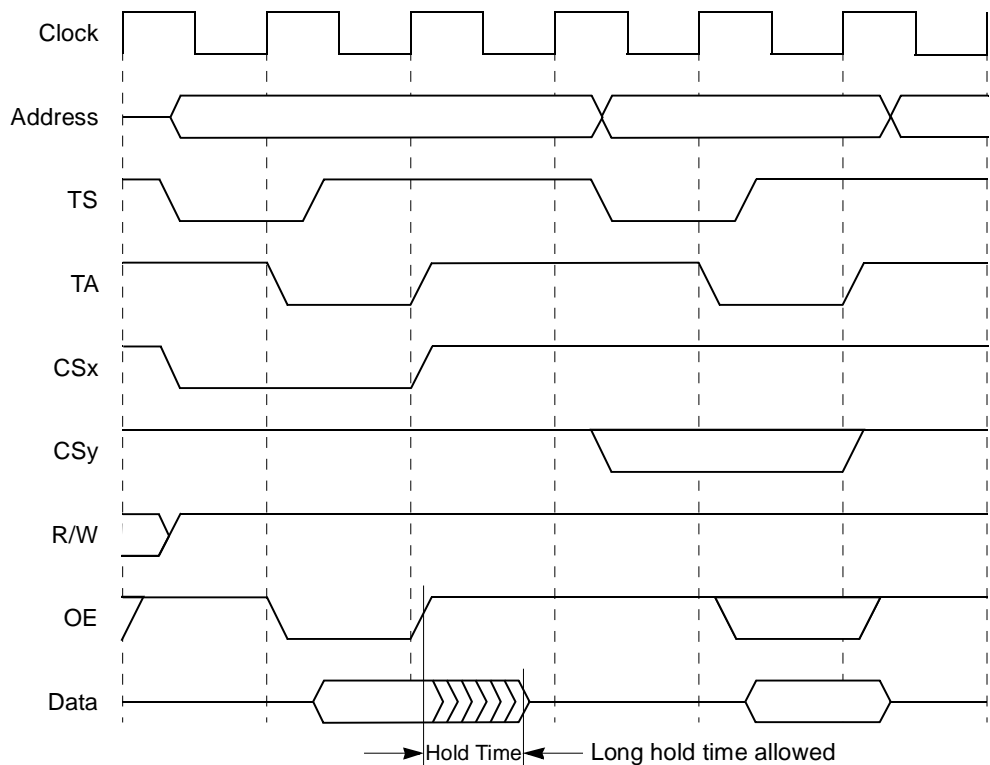 Clock
Address
TS
TA
CSx
CSy
R/W
OE
Data
Hold Time
Long hold time allowed